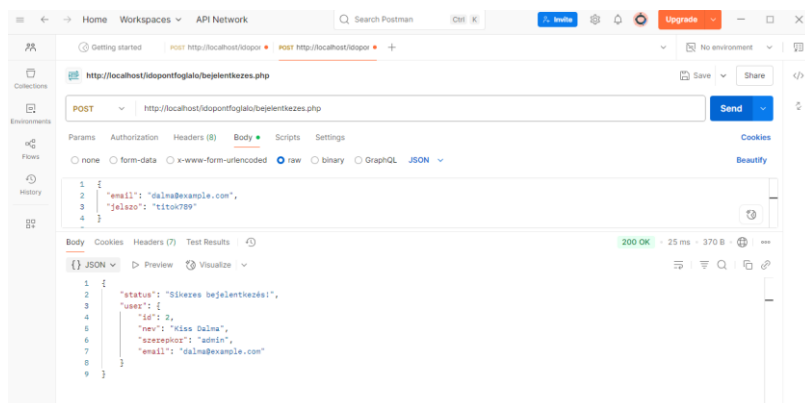 Home Workspaces API Network Search Postman Ctrl K Invite Upgrade
Getting started POST http://localhost/idopor POST http://localhost/idopor No environment
http://localhost/idopontfoglalo/bejelentkezes.php Save Share
Collections
POST http://localhost/idopontfoglalo/bejelentkezes.php Send
Environments
Params Authorization Headers (8) Body Scripts Settings Cookies
Flows
none form-data x-www-form-urlencoded raw binary GraphQL JSON Beautify
History
1 {
2 "email": "dalma@example.com",
3 "jelszo": "titok789"
4 }
Body Cookies Headers (7) Test Results 200 OK 25 ms 370 B
{} JSON Preview Visualize
1 {
2 "status": "Sikeres bejelentkezés!",
3 "user": {
4 "id": 2,
5 "nev": "Kiss Dalma",
6 "szerepkor": "admin",
7 "email": "dalma@example.com"
8 }
9 }